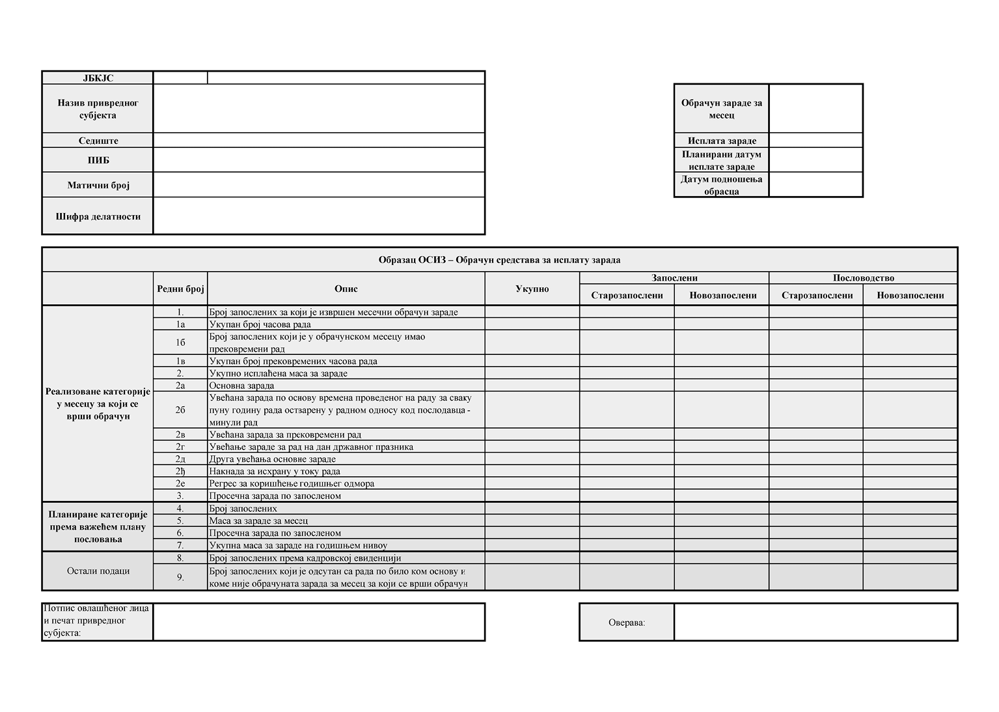 ЈБКЈС
Назив привредног
субјекта
Седиште
ПИБ
Матични број
Шифра делатности
Обрачун зараде за
месец
Исплата зараде
Планирани датум
исплате зараде
Датум подношења
обрасца
Образац ОСИЗ – Обрачун средстава за исплату зарада
Редни број
Опис
Укупно
Запослени
Пословодство
Старозапослени
Новозапослени
Старозапослени
Новозапослени
Реализоване категорије
у месецу за који се
врши обрачун
1.
Број запослених за који је извршен месечни обрачун зараде
1а
Укупан број часова рада
1б
Број запослених који је у обрачунском месецу имао
прековремени рад
1в
Укупан број прековремених часова рада
2.
Укупно исплаћена маса за зараде
2а
Основна зарада
2б
Увећана зарада по основу времена проведеног на раду за сваку
пуну годину рада остварену у радном односу код послодавца -
минули рад
2в
Увећана зарада за прековремени рад
2г
Увећање зараде за рад на дан државног празника
2д
Друга увећања основне зараде
2ђ
Накнада за исхрану у току рада
2е
Регрес за коришћење годишњег одмора
3.
Просечна зарада по запосленом
Планиране категорије
према важећем плану
пословања
4.
Број запослених
5.
Маса за зараде за месец
6.
Просечна зарада по запосленом
7.
Укупна маса за зараде на годишњем нивоу
Остали подаци
8.
Број запослених према кадровској евиденцији
9.
Број запослених који је одсутан са рада по било ком основу и
коме није обрачуната зарада за месец за који се врши обрачун
Потпис овлашћеног лица
и печат привредног
субјекта:
Оверава: